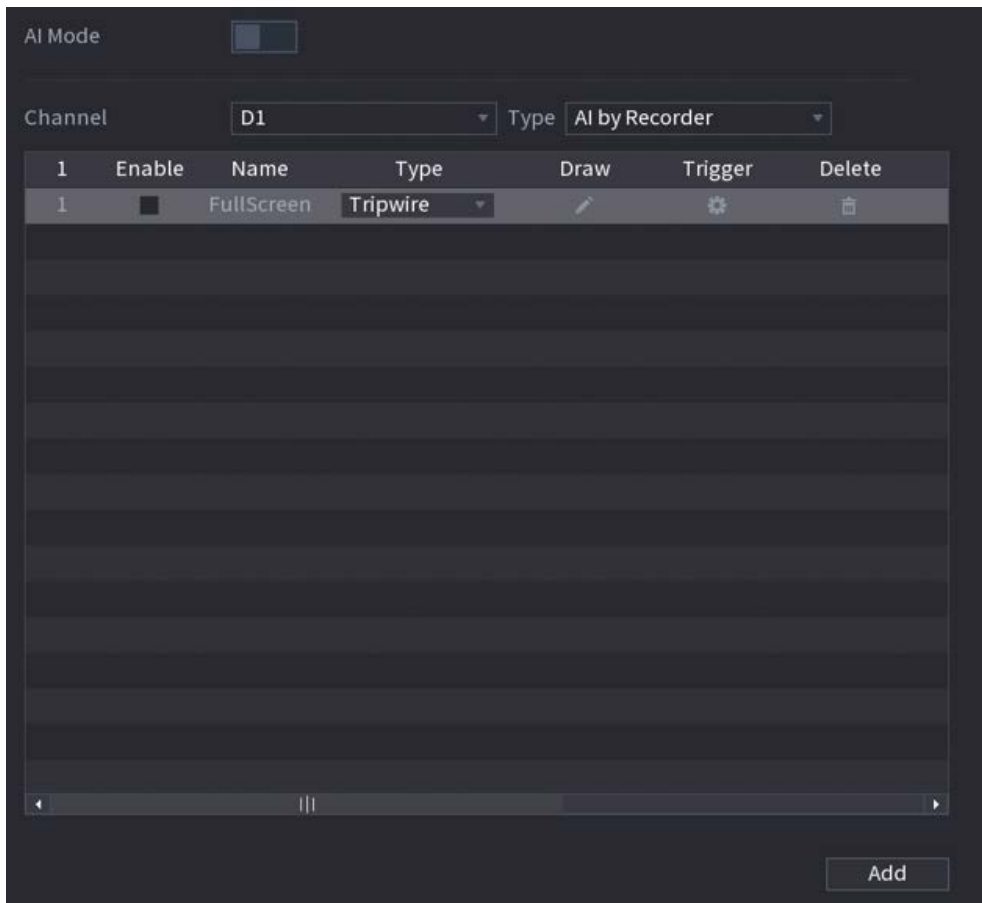 AI Mode
Channel D1 Type AI by Recorder
1 Enable Name Type Draw Trigger Delete
1 FullScreen Tripwire
Add